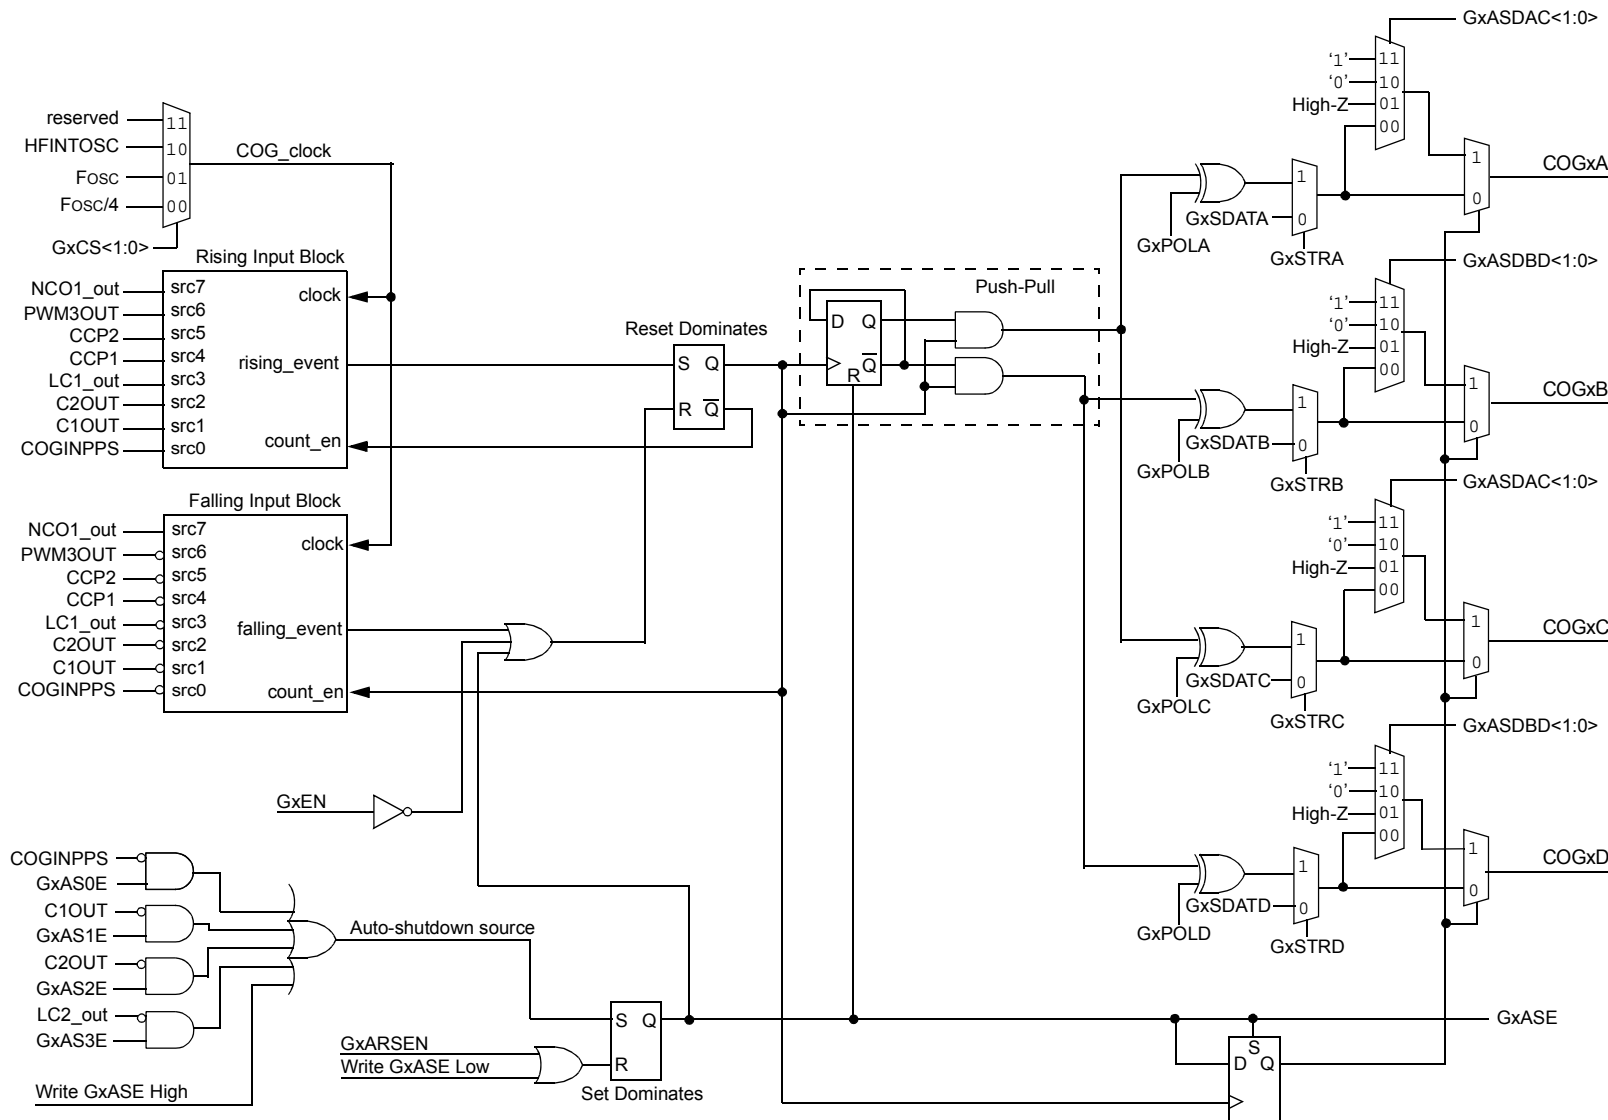 GxASDAC<1:0>
'1' 11
'0' 10
High-Z 01
00
reserved 11
HFINTOSC 10
FOSC 01
FOSC/4 00
COG_clock
GxCS<1:0>
1
0
COGxA
1
GxSDATA 0
GxPOLA
GxSTRA
Rising Input Block
NCO1_out src7
PWM3OUT src6
CCP2 src5
CCP1 src4
LC1_out src3
C2OUT src2
C1OUT src1
COGINPPS src0
clock
rising_event
count_en
Reset Dominates
S Q
R Q
Push-Pull
D Q
Q
R
GxASDBD<1:0>
'1' 11
'0' 10
High-Z 01
00
1
0
COGxB
1
GxSDATB 0
GxPOLB
GxSTRB
Falling Input Block
NCO1_out src7
PWM3OUT src6
CCP2 src5
CCP1 src4
LC1_out src3
C2OUT src2
C1OUT src1
COGINPPS src0
clock
falling_event
count_en
GxASDAC<1:0>
'1' 11
'0' 10
High-Z 01
00
1
0
COGxC
1
GxSDATC 0
GxPOLC
GxSTRC
GxEN
GxASDBD<1:0>
'1' 11
'0' 10
High-Z 01
00
1
0
COGxD
1
GxSDATD 0
GxPOLD
GxSTRD
COGINPPS
GxAS0E
C1OUT
GxAS1E
C2OUT
GxAS2E
LC2_out
GxAS3E
Write GxASE High
Auto-shutdown source
GxARSEN
Write GxASE Low
S Q
R
Set Dominates
GxASE
S
D Q